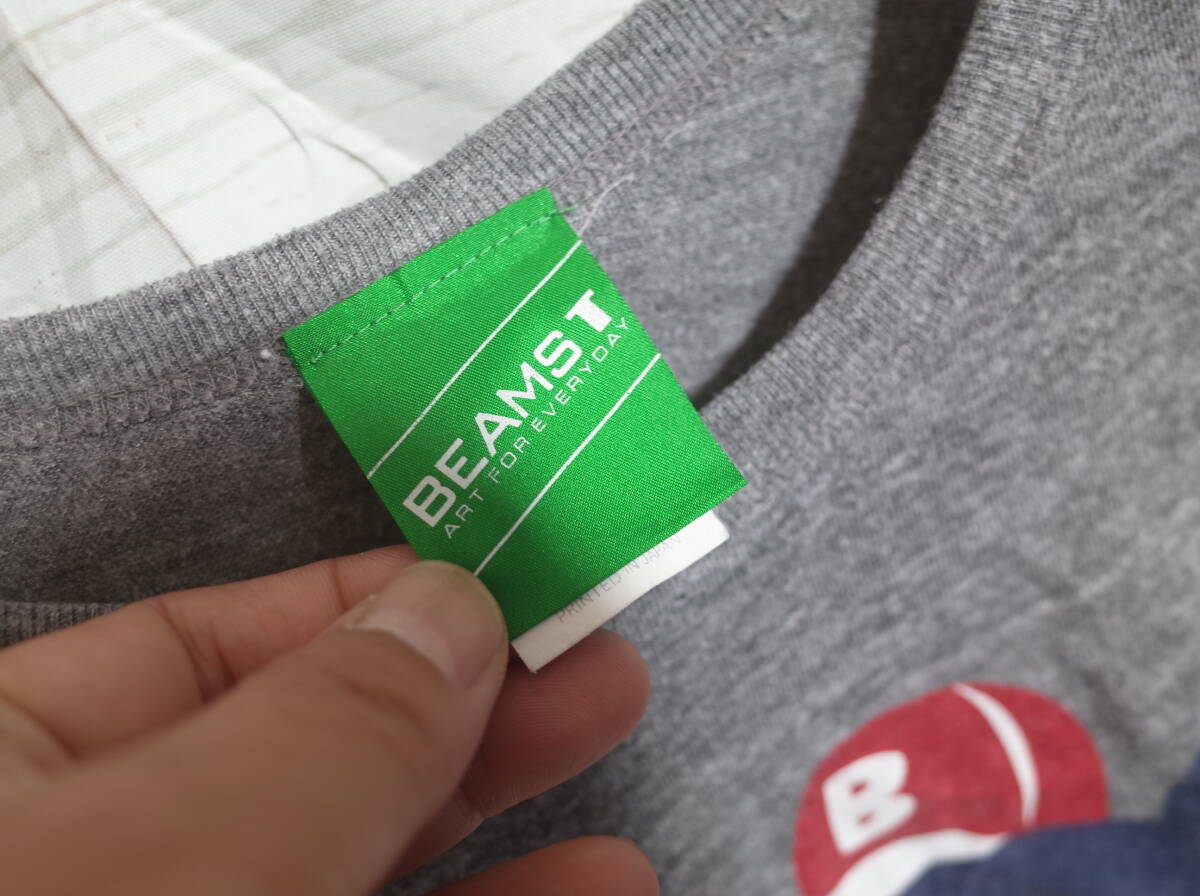 BEAMS T
ART FOR EVERYDAY
PRINTED IN JAPAN
B